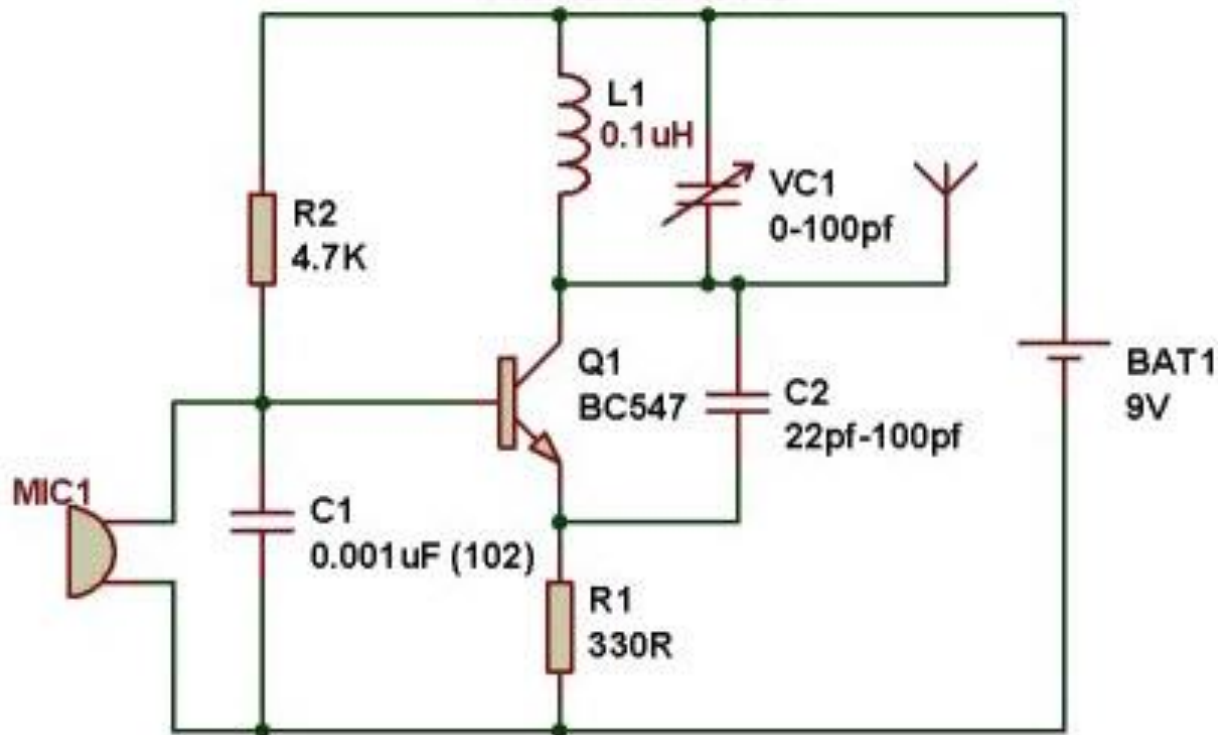 L1
0.1uH
VC1
0-100pf
R2
4.7K
Q1
BC547
C2
22pf-100pf
BAT1
9V
MIC1
C1
0.001uF (102)
R1
330R